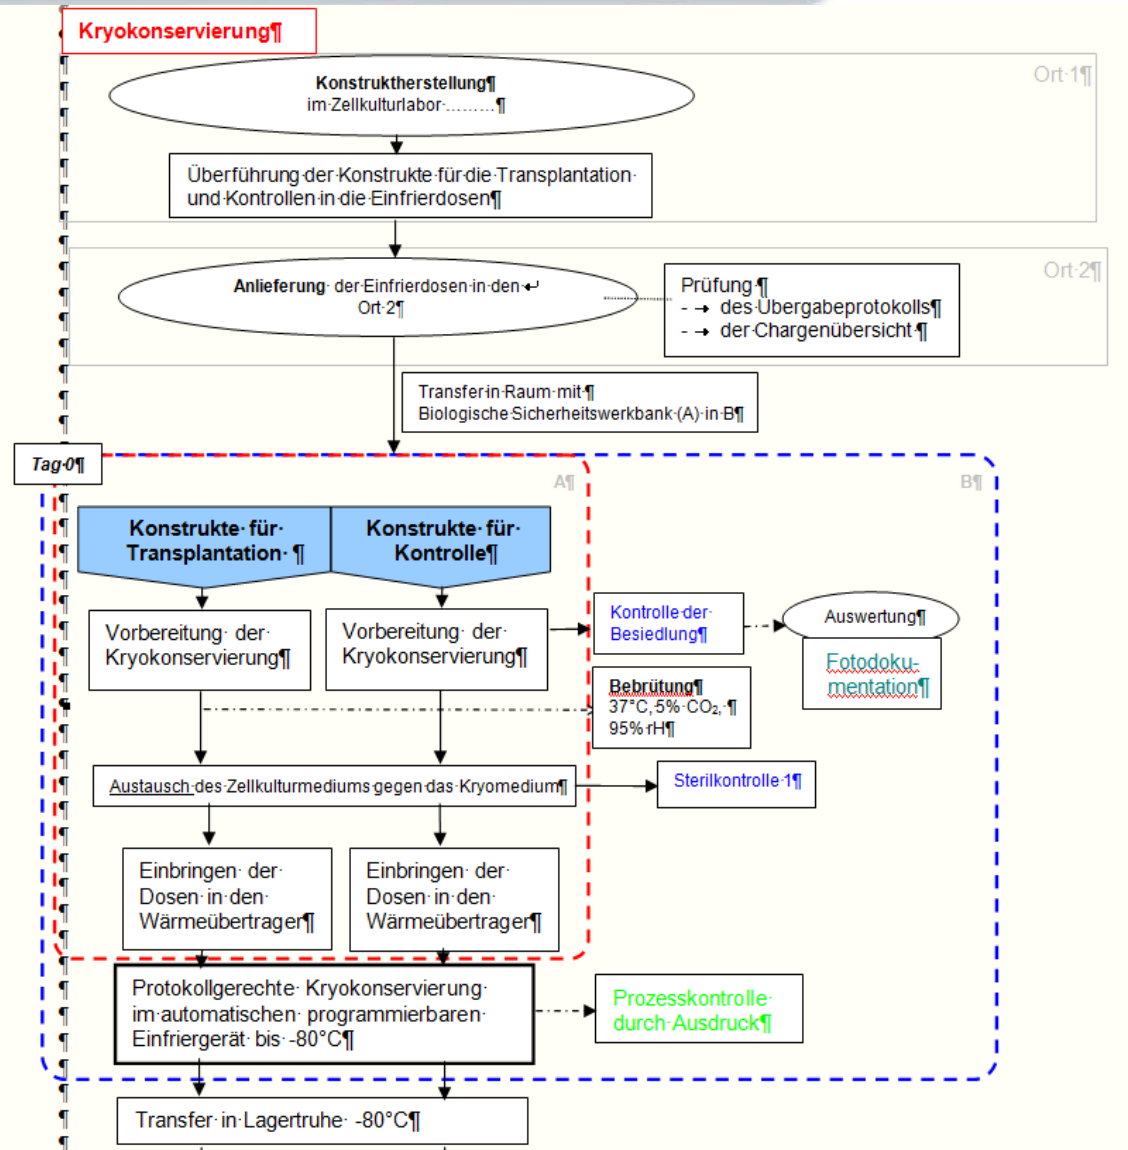 Kryokonservierung¶
Ort·1¶
Konstruktherstellung¶
im·Zellkulturlabor·………¶
Überführung·der·Konstrukte·für·die·Transplantation·
und·Kontrollen·in·die·Einfrierdosen¶
Ort·2¶
Anlieferung· der·Einfrierdosen·in·den·↵
Ort·2¶
Prüfung·¶
-→ des·Übergabeprotokolls¶
-→ der·Chargenübersicht·¶
Transfer·in·Raum·mit·¶
Biologische·Sicherheitswerkbank·(A)·in·B¶
Tag·0¶
A¶
B¶
Konstrukte· für·
Transplantation· ¶
Konstrukte· für·
Kontrolle¶
Vorbereitung· der·
Kryokonservierung¶
Vorbereitung· der·
Kryokonservierung¶
Kontrolle·der·
Besiedlung¶
Auswertung¶
Fotodoku-
mentation¶
Bebrütung¶
37°C,·5%·CO₂,·¶
95%·rH¶
Austausch·des·Zellkulturmediums·gegen·das·Kryomedium¶
Sterilkontrolle·1¶
Einbringen· der·
Dosen·in·den·
Wärmeübertrager¶
Einbringen· der·
Dosen·in·den·
Wärmeübertrager¶
Protokollgerechte· Kryokonservierung·
im·automatischen· programmierbaren·
Einfriergerät· bis·-80°C¶
Prozesskontrolle·
durch·Ausdruck¶
Transfer·in·Lagertruhe· -80°C¶